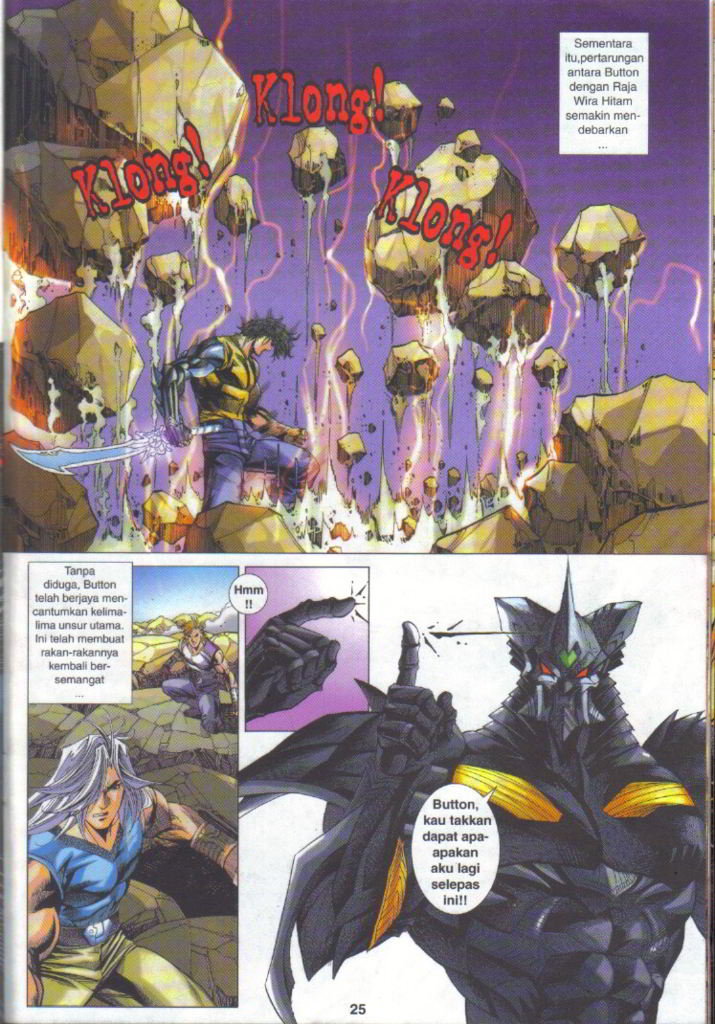 Sementara
itu,pertarungan
antara Button
dengan Raja
Wira Hitam
semakin men-
debarkan
...
Klong!
Klong!
Klong!
Tanpa
diduga, Button
telah berjaya men-
cantumkan kelima-
lima unsur utama.
Ini telah membuat
rakan-rakannya
kembali ber-
semangat
...
Hmm
!!
Button,
kau takkan
dapat apa-
apakan
aku lagi
selepas
ini!!
25